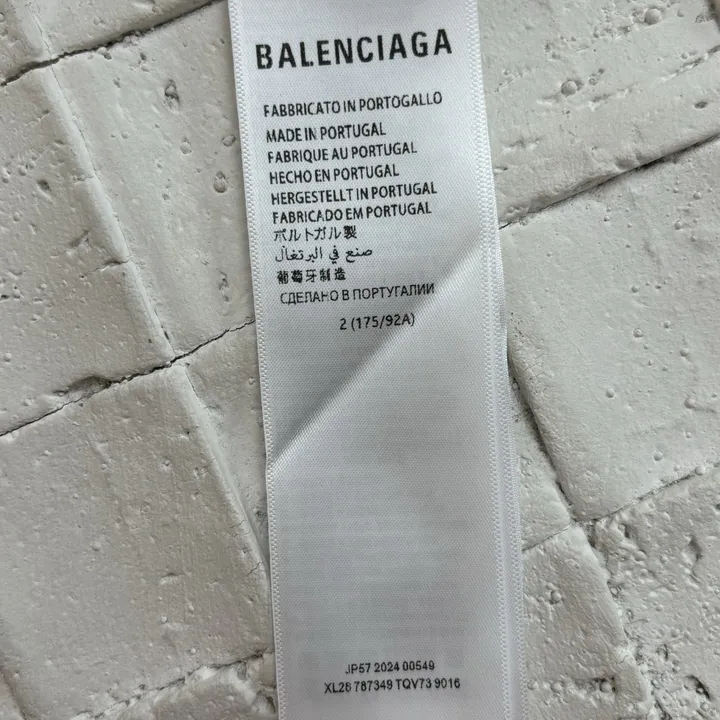 BALENCIAGA
FABBRICATO IN PORTOGALLO
MADE IN PORTUGAL
FABRIQUE AU PORTUGAL
HECHO EN PORTUGAL
HERGESTELLT IN PORTUGAL
FABRICADO EM PORTUGAL
ポルトガル製
صنع في البرتغال
葡萄牙制造
СДЕЛАНО В ПОРТУГАЛИИ
2 (175/92A)
JP57 2024 00549
XL28 787349 TQV73 9016